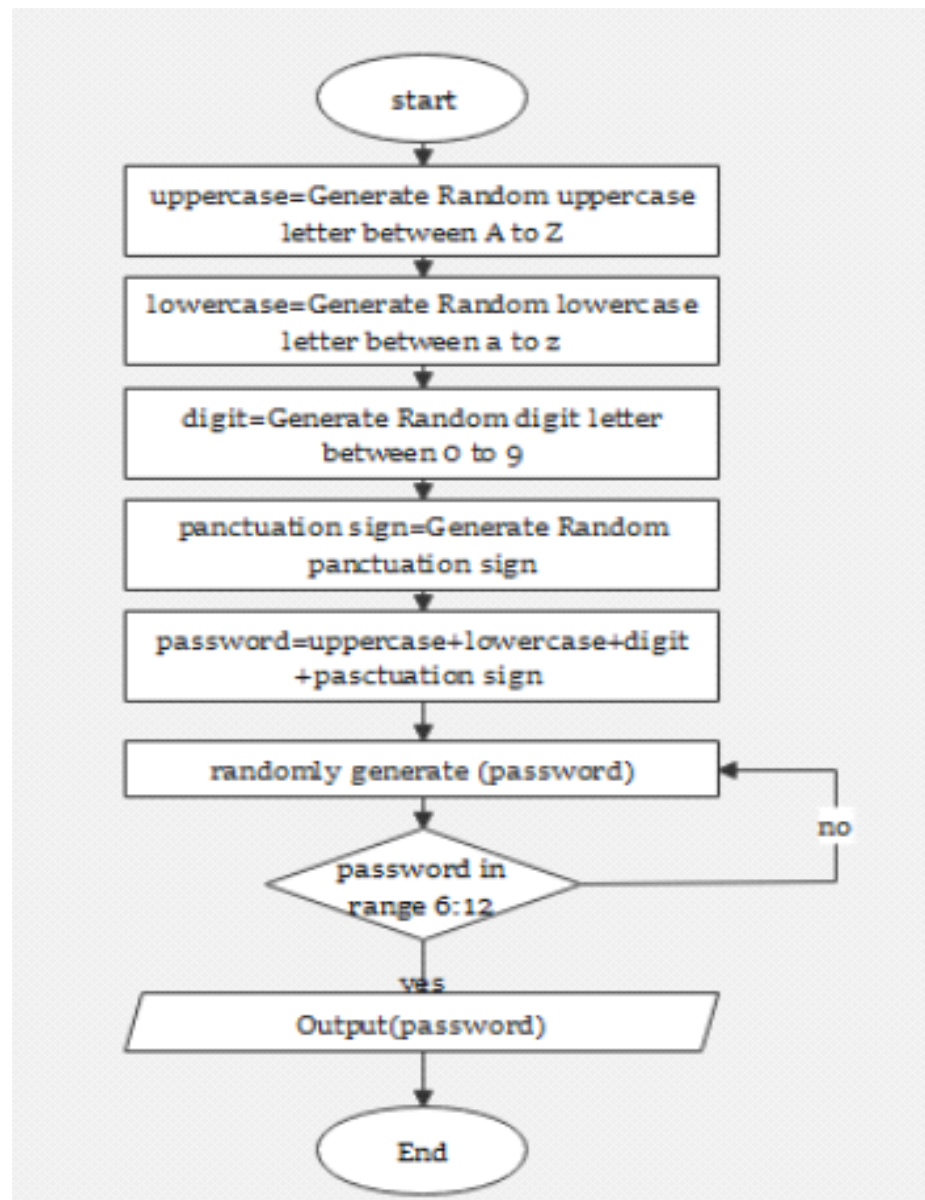 start
uppercase=Generate Random uppercase
letter between A to Z
lowercase=Generate Random lowercase
letter between a to z
digit=Generate Random digit letter
between 0 to 9
panctuation sign=Generate Random
panctuation sign
password=uppercase+lowercase+digit
+pasctuation sign
randomly generate (password)
no
password in
range 6:12
yes
Output(password)
End